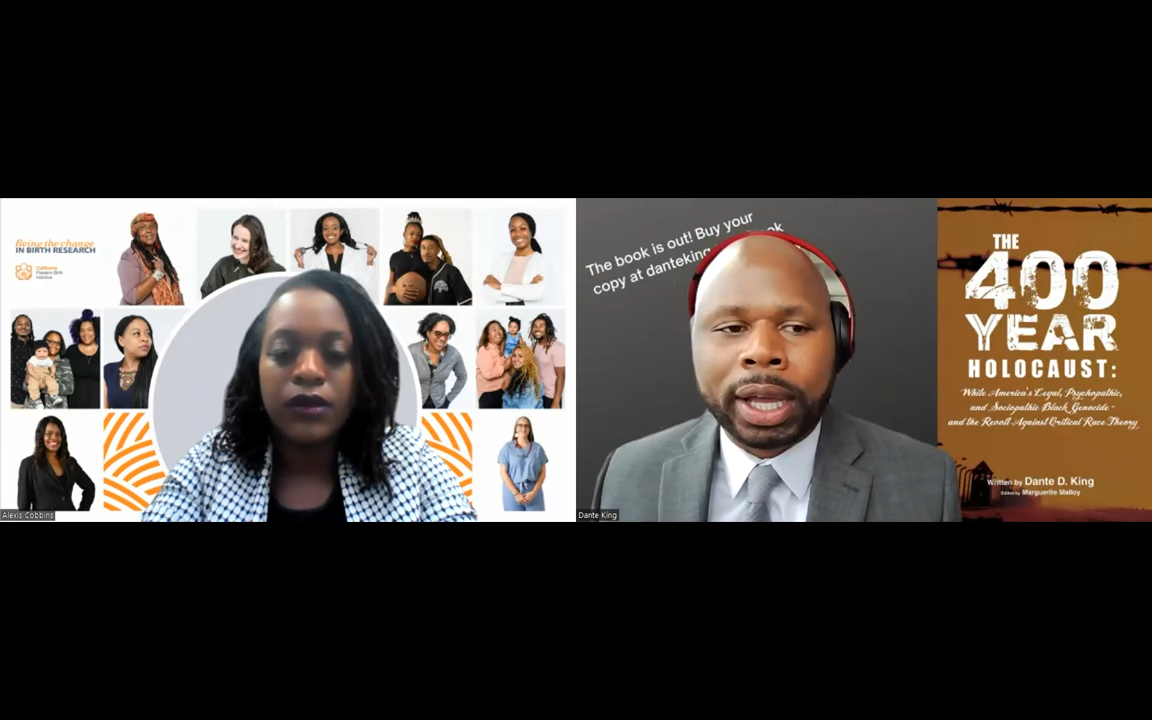 Being the change
IN BIRTH RESEARCH
California
Preterm Birth
Initiative
Alexis Cobbins
The book is out! Buy your
copy at danteking
ok
Dante King
THE
400
YEAR
HOLOCAUST:
White America's Legal, Psychopathic,
and Sociopathic Black Genocide -
and the Revolt Against Critical Race Theory
Written by Dante D. King
Edited by Marguerite Malloy